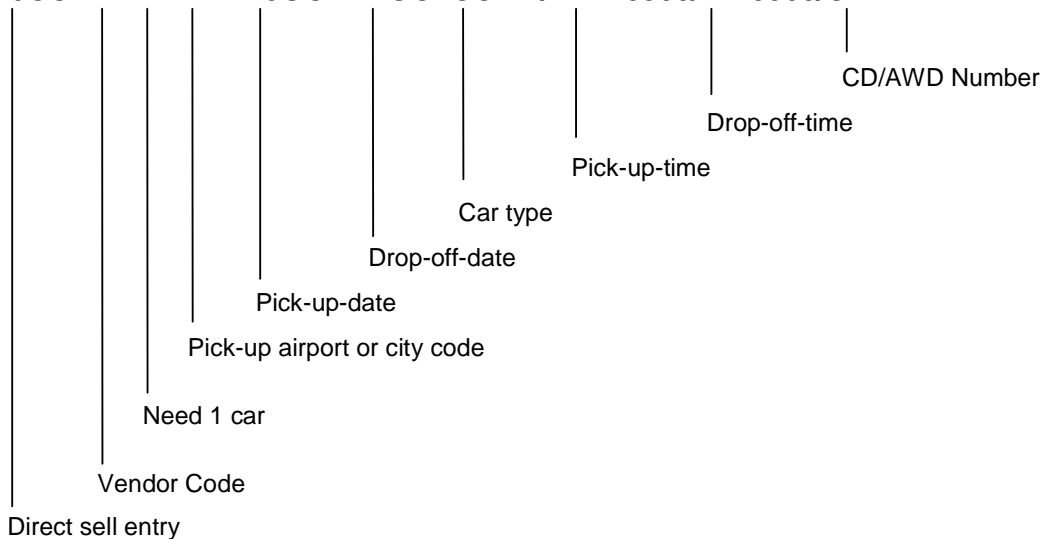 CD/AWD Number
Drop-off-time
Pick-up-time
Car type
Drop-off-date
Pick-up-date
Pick-up airport or city code
Need 1 car
Vendor Code
Direct sell entry